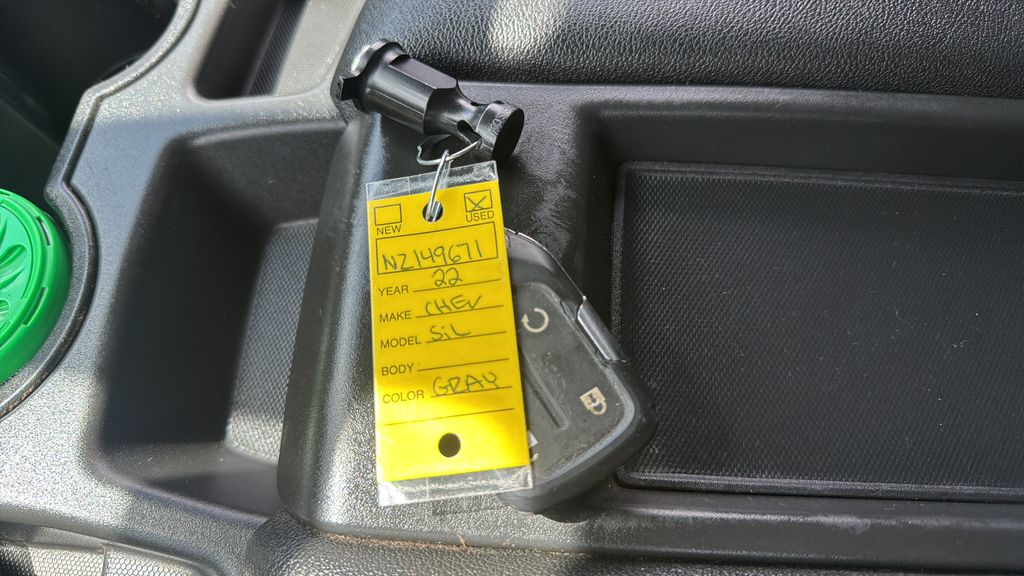 NEW USED
NZ149671
YEAR 22
MAKE CHEV
MODEL SIL
BODY
COLOR GRAY